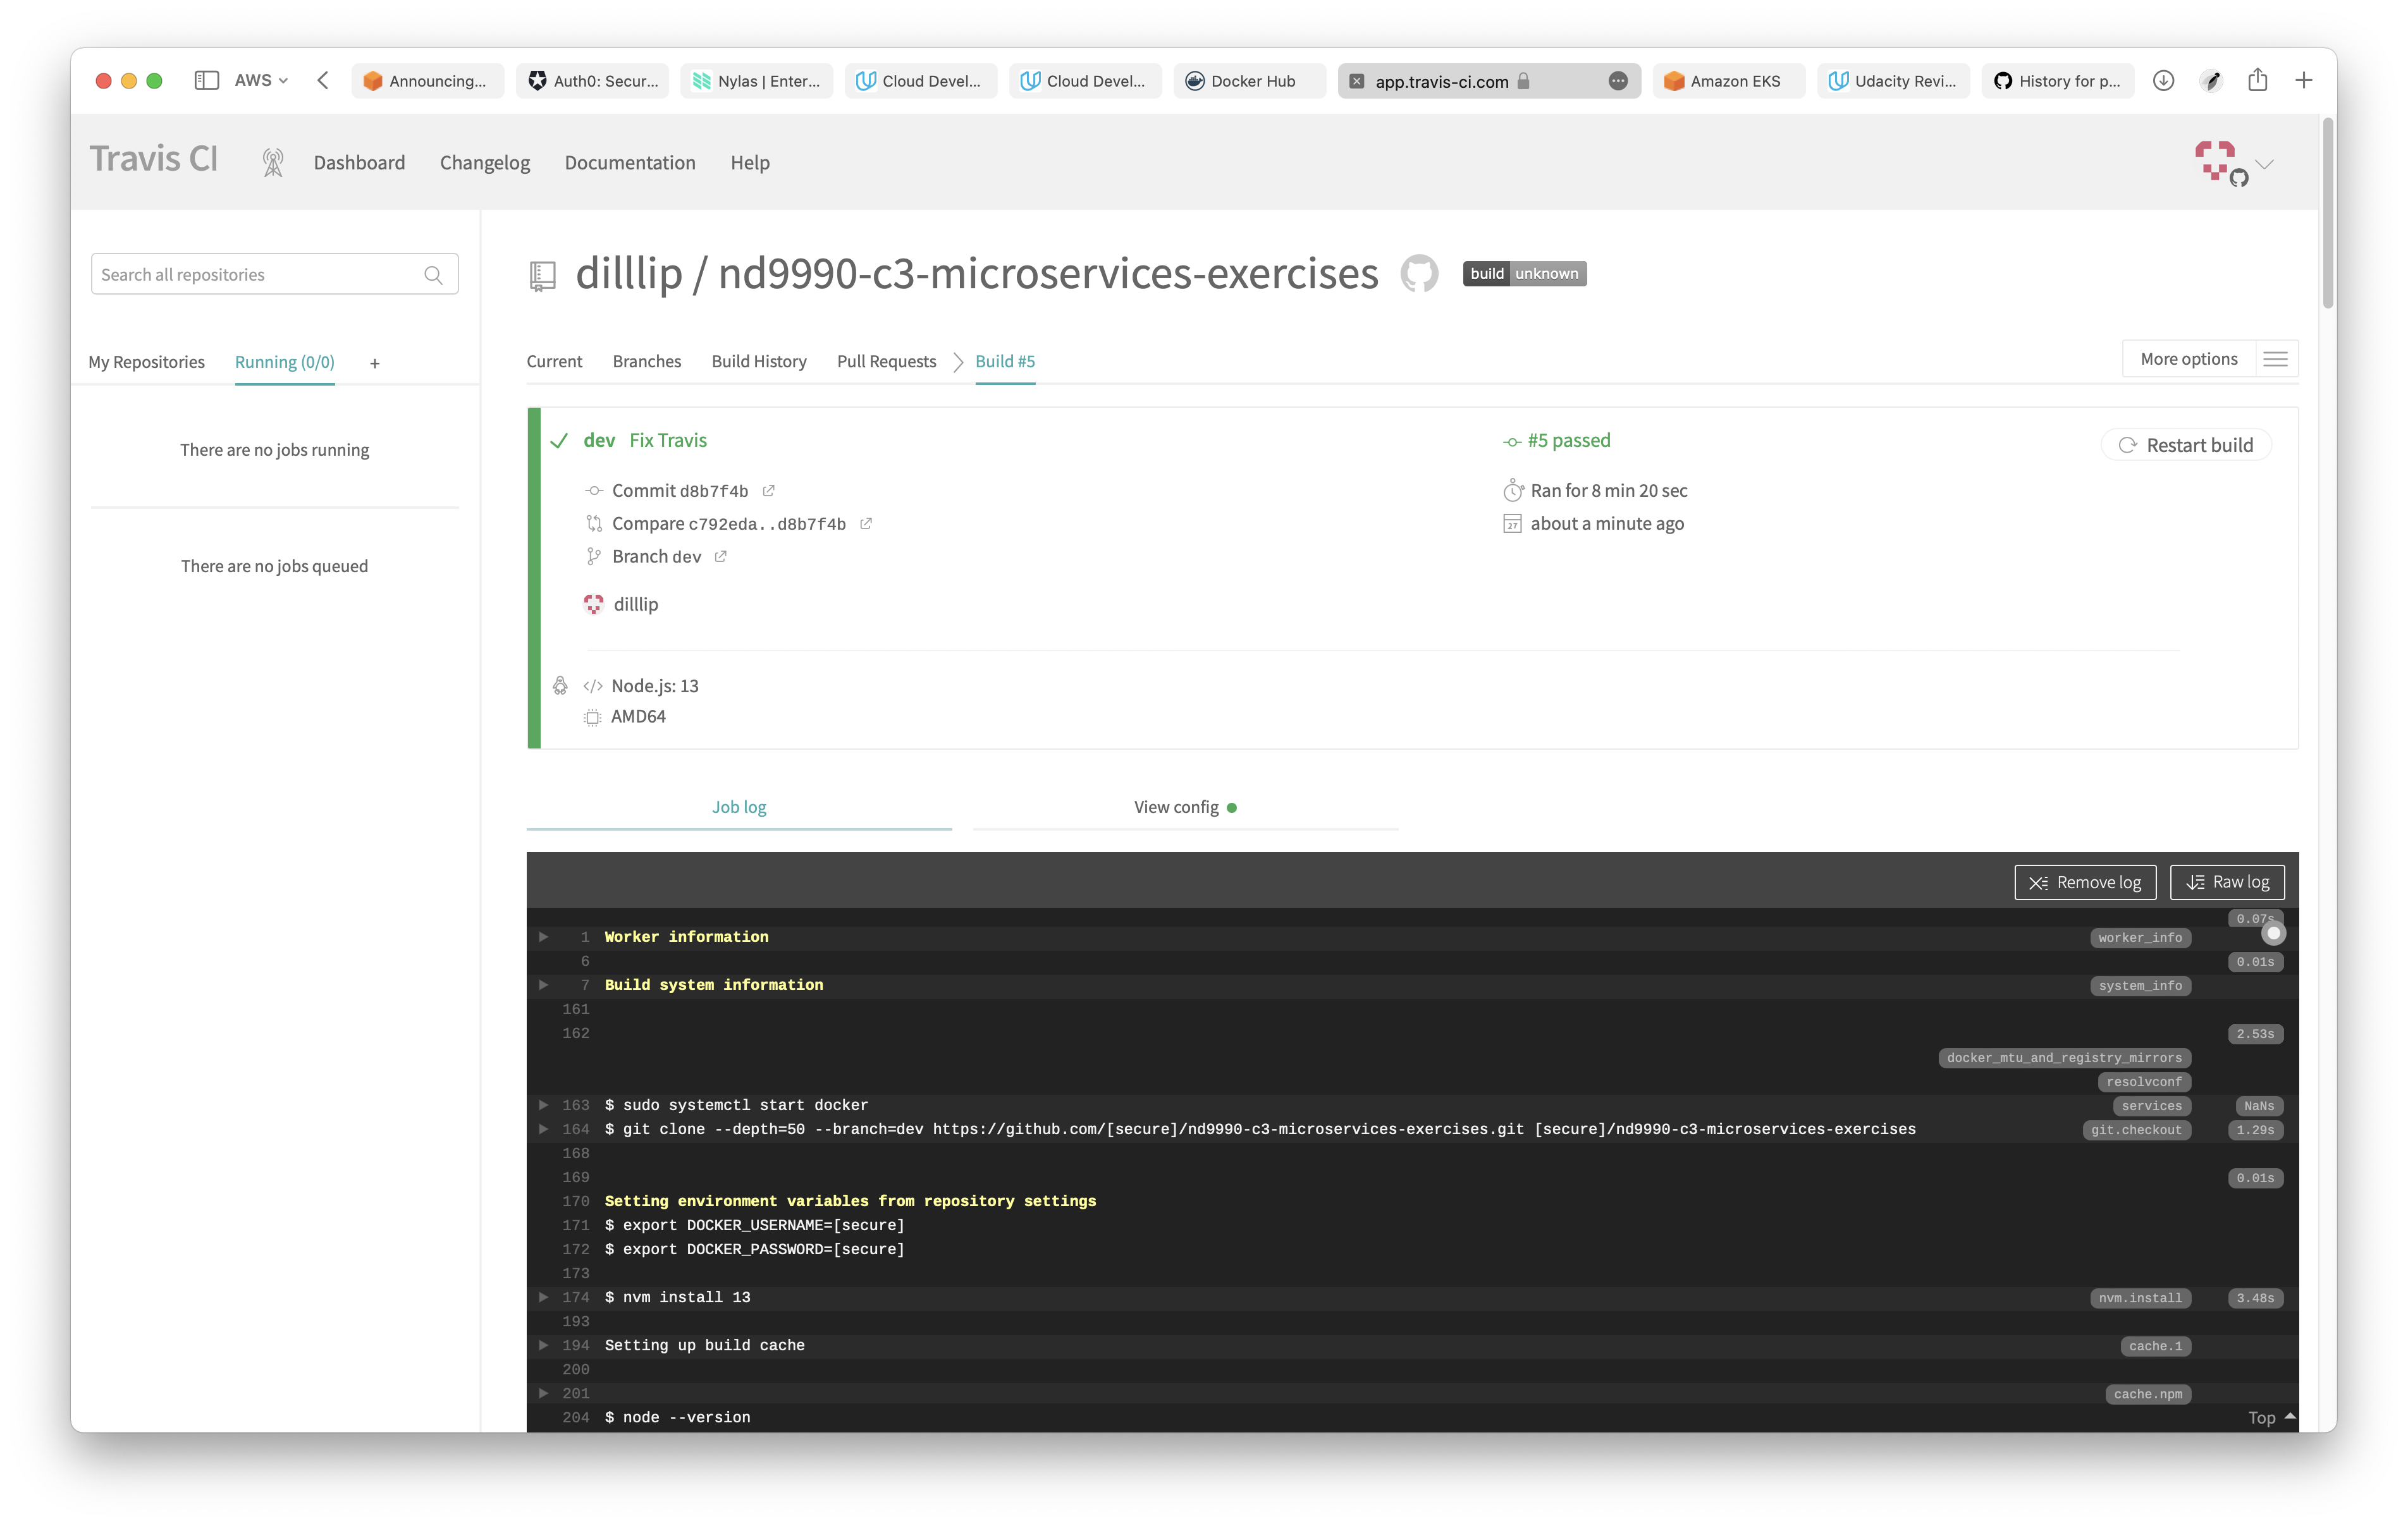 AWS
Announcing...
Auth0: Secur...
Nylas | Enter...
Cloud Devel...
Cloud Devel...
Docker Hub
app.travis-ci.com
Amazon EKS
Udacity Revi...
History for p...
Travis CI
Dashboard
Changelog
Documentation
Help
Search all repositories
My Repositories
Running (0/0)
+
There are no jobs running
There are no jobs queued
dilllip / nd9990-c3-microservices-exercises
build unknown
Current
Branches
Build History
Pull Requests
Build #5
More options
dev Fix Travis
#5 passed
Restart build
Commit d8b7f4b
Ran for 8 min 20 sec
Compare c792eda..d8b7f4b
27 about a minute ago
Branch dev
dilllip
Node.js: 13
AMD64
Job log
View config
Remove log
Raw log
0.07s
1 Worker information worker_info
6 0.01s
7 Build system information system_info
161
162 2.53s
docker_mtu_and_registry_mirrors
resolvconf
163 $ sudo systemctl start docker services NaNs
164 $ git clone --depth=50 --branch=dev https://github.com/[secure]/nd9990-c3-microservices-exercises.git [secure]/nd9990-c3-microservices-exercises git.checkout 1.29s
168
169 0.01s
170 Setting environment variables from repository settings
171 $ export DOCKER_USERNAME=[secure]
172 $ export DOCKER_PASSWORD=[secure]
173
174 $ nvm install 13 nvm.install 3.48s
193
194 Setting up build cache cache.1
200
201 cache.npm
204 $ node --version
Top